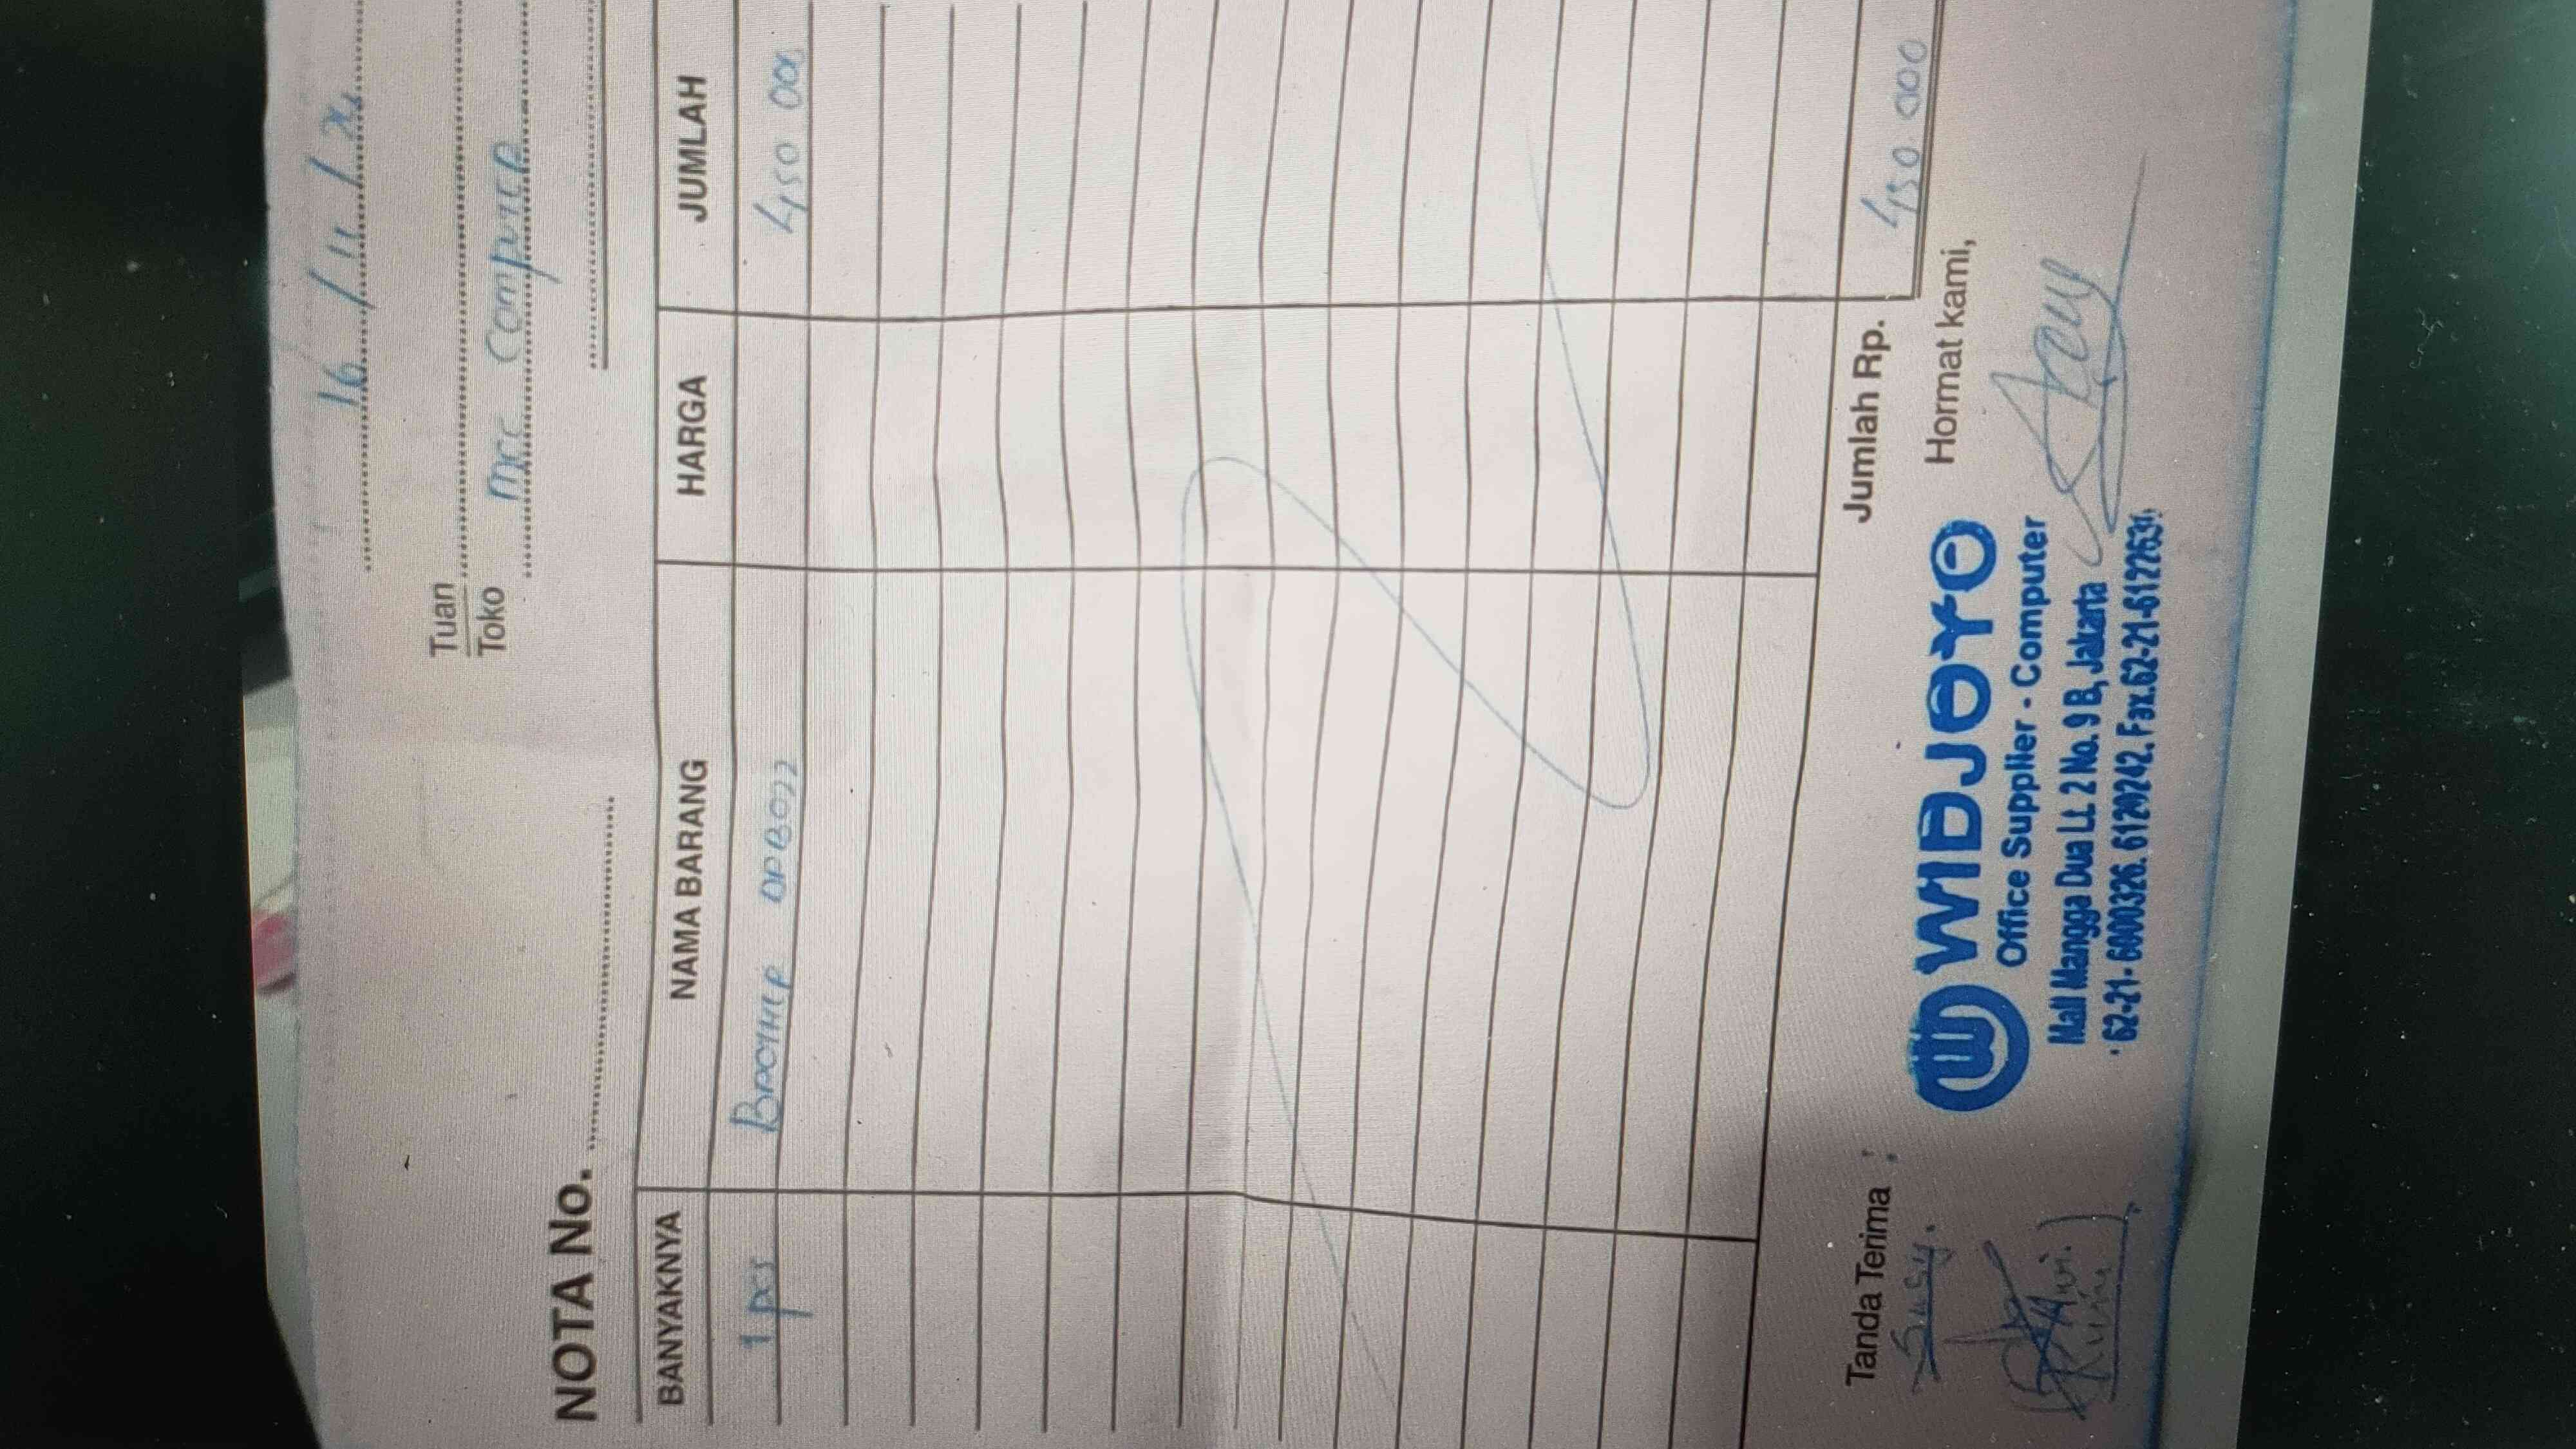 16 / 11 / 24
Tuan
Toko MCC Computer
NOTA No.
BANYAKNYA NAMA BARANG HARGA JUMLAH
1 pcs BROTHER 450 000
Jumlah Rp. 450 000
Tanda Terima : Hormat kami,
WIDJOYO
Office Supplier - Computer
Mall Mangga Dua Lt. 2 No. 9 B, Jakarta
62-21- 6000326. 6120242. Fax.62-21-